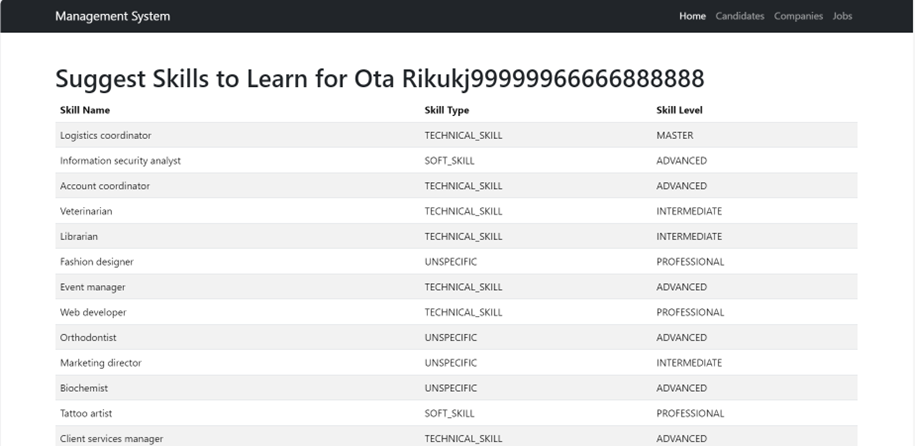 Management System Home Candidates Companies Jobs
Suggest Skills to Learn for Ota Rikukj99999966666888888
Skill Name Skill Type Skill Level
Logistics coordinator TECHNICAL_SKILL MASTER
Information security analyst SOFT_SKILL ADVANCED
Account coordinator TECHNICAL_SKILL ADVANCED
Veterinarian TECHNICAL_SKILL INTERMEDIATE
Librarian TECHNICAL_SKILL INTERMEDIATE
Fashion designer UNSPECIFIC PROFESSIONAL
Event manager TECHNICAL_SKILL ADVANCED
Web developer TECHNICAL_SKILL PROFESSIONAL
Orthodontist UNSPECIFIC ADVANCED
Marketing director UNSPECIFIC INTERMEDIATE
Biochemist UNSPECIFIC ADVANCED
Tattoo artist SOFT_SKILL PROFESSIONAL
Client services manager TECHNICAL_SKILL ADVANCED